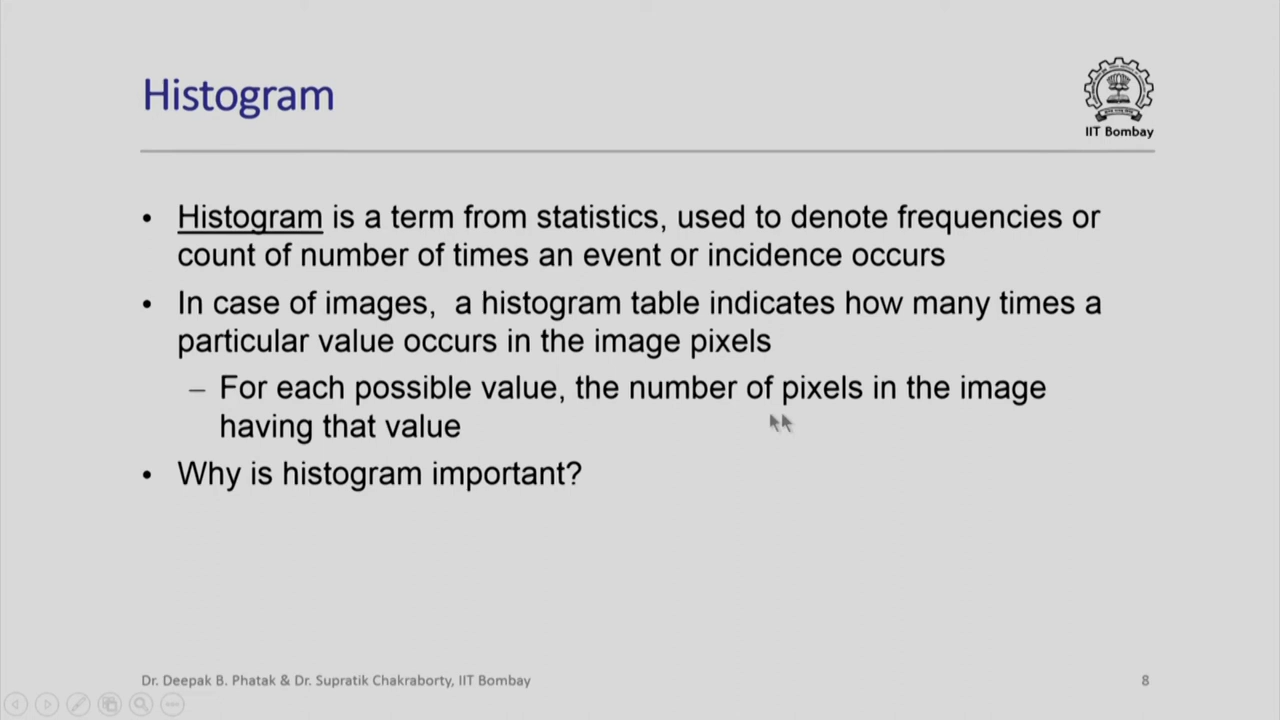 Histogram
IIT Bombay
• Histogram is a term from statistics, used to denote frequencies or
count of number of times an event or incidence occurs
• In case of images,  a histogram table indicates how many times a
particular value occurs in the image pixels
– For each possible value, the number of pixels in the image
having that value
• Why is histogram important?
Dr. Deepak B. Phatak & Dr. Supratik Chakraborty, IIT Bombay
8